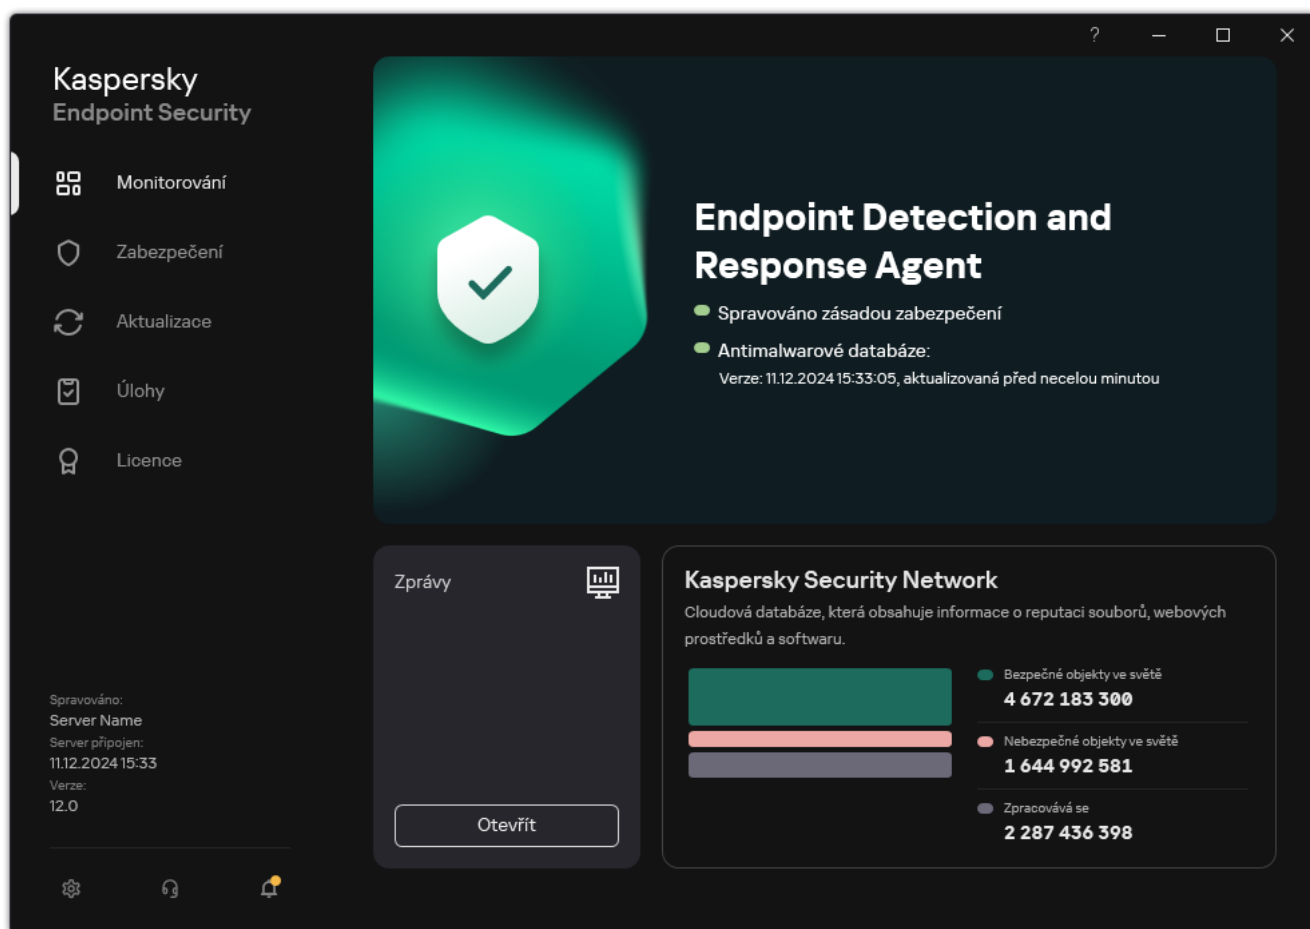 ?
Kaspersky
Endpoint Security
Monitorování
Zabezpečení
Aktualizace
Úlohy
Licence
Spravováno:
Server Name
Server připojen:
11.12.2024 15:33
Verze:
12.0
Endpoint Detection and
Response Agent
Spravováno zásadou zabezpečení
Antimalwarové databáze:
Verze: 11.12.2024 15:33:05, aktualizovaná před necelou minutou
Zprávy
Otevřít
Kaspersky Security Network
Cloudová databáze, která obsahuje informace o reputaci souborů, webových
prostředků a softwaru.
Bezpečné objekty ve světě
4 672 183 300
Nebezpečné objekty ve světě
1 644 992 581
Zpracovává se
2 287 436 398